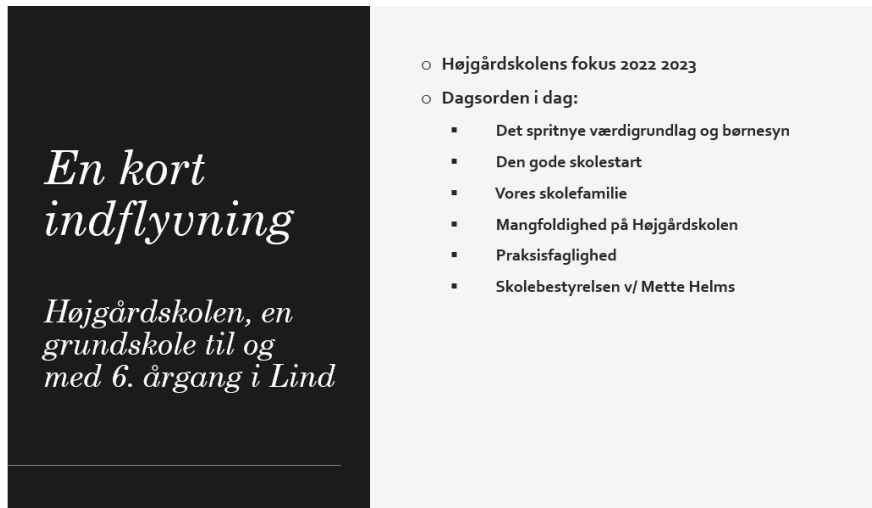 En kort
indflyvning
Højgårdskolen, en
grundskole til og
med 6. årgang i Lind
Højgårdskolens fokus 2022 2023
Dagsorden i dag:
Det spritnye værdigrundlag og børnesyn
Den gode skolestart
Vores skolefamilie
Mangfoldighed på Højgårdskolen
Praksisfaglighed
Skolebestyrelsen v/ Mette Helms